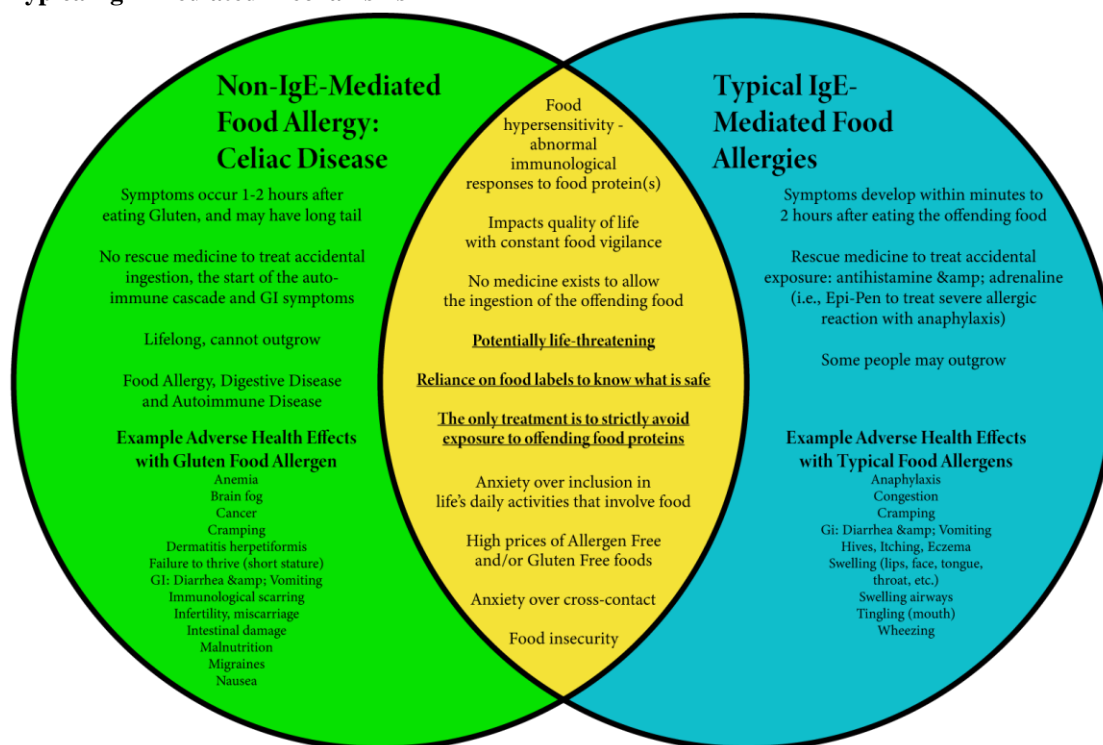 Non-IgE-Mediated
Food Allergy:
Celiac Disease
Symptoms occur 1-2 hours after
eating Gluten, and may have long tail
No rescue medicine to treat accidental
ingestion, the start of the auto-
immune cascade and GI symptoms
Lifelong, cannot outgrow
Food Allergy, Digestive Disease
and Autoimmune Disease
Example Adverse Health Effects
with Gluten Food Allergen
Anemia
Brain fog
Cancer
Cramping
Dermatitis herpetiformis
Failure to thrive (short stature)
GI: Diarrhea &amp; Vomiting
Immunological scarring
Infertility, miscarriage
Intestinal damage
Malnutrition
Migraines
Nausea
Food
hypersensitivity -
abnormal
immunological
responses to food protein(s)
Impacts quality of life
with constant food vigilance
No medicine exists to allow
the ingestion of the offending food
Potentially life-threatening
Reliance on food labels to know what is safe
The only treatment is to strictly avoid
exposure to offending food proteins
Anxiety over inclusion in
life's daily activities that involve food
High prices of Allergen Free
and/or Gluten Free foods
Anxiety over cross-contact
Food insecurity
Typical IgE-
Mediated Food
Allergies
Symptoms develop within minutes to
2 hours after eating the offending food
Rescue medicine to treat accidental
exposure: antihistamine &amp; adrenaline
(i.e., Epi-Pen to treat severe allergic
reaction with anaphylaxis)
Some people may outgrow
Example Adverse Health Effects
with Typical Food Allergens
Anaphylaxis
Congestion
Cramping
Gi: Diarrhea &amp; Vomiting
Hives, Itching, Eczema
Swelling (lips, face, tongue,
throat, etc.)
Swelling airways
Tingling (mouth)
Wheezing